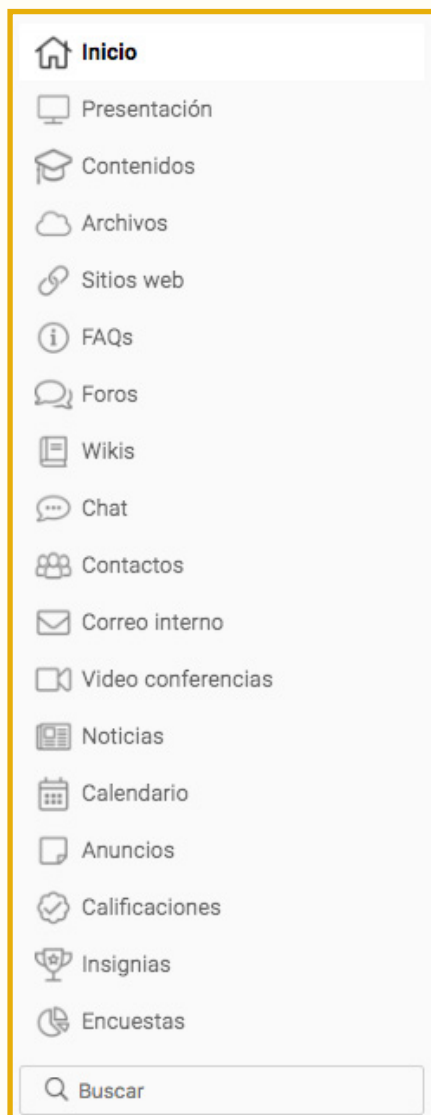 Inicio
Presentación
Contenidos
Archivos
Sitios web
FAQs
Foros
Wikis
Chat
Contactos
Correo interno
Video conferencias
Noticias
Calendario
Anuncios
Calificaciones
Insignias
Encuestas
Buscar